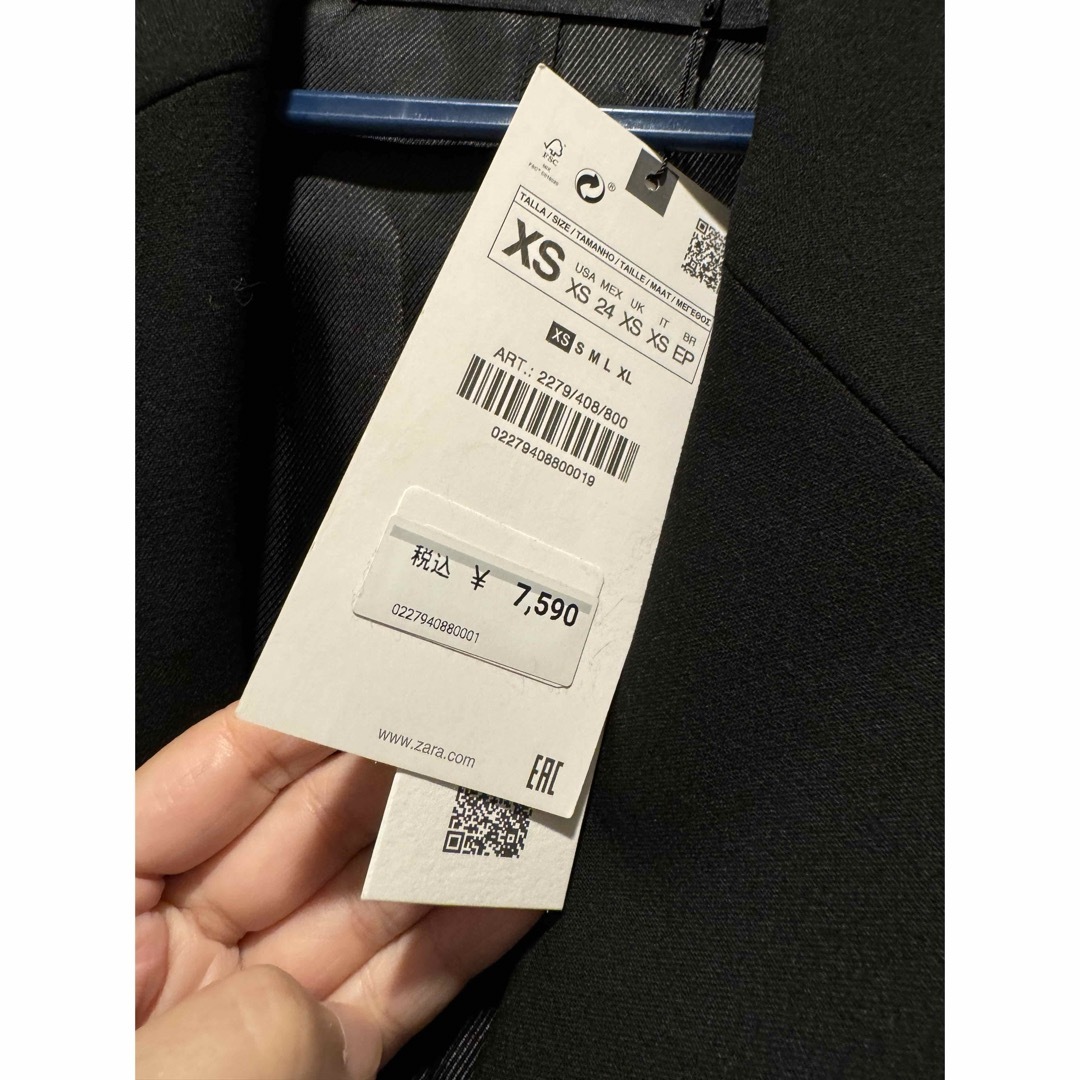 FSC
MIX
®
TALLA / SIZE / TAMANHO / TAILLE / MAAT / ΜΕΓΕΘΟΣ
XS
USA MEX UK IT BR
XS 24 XS XS EP
XS S M L XL
ART.: 2279/408/800
02279408800019
税込 ¥ 7,590
0227940880001
www.zara.com
EAC